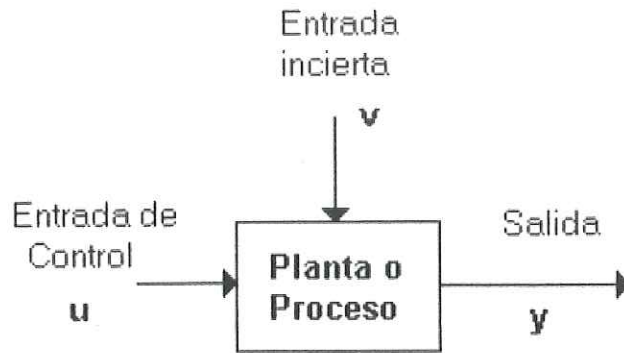 Entrada
incierta
v
Entrada de
Control
u
Planta o
Proceso
Salida
y